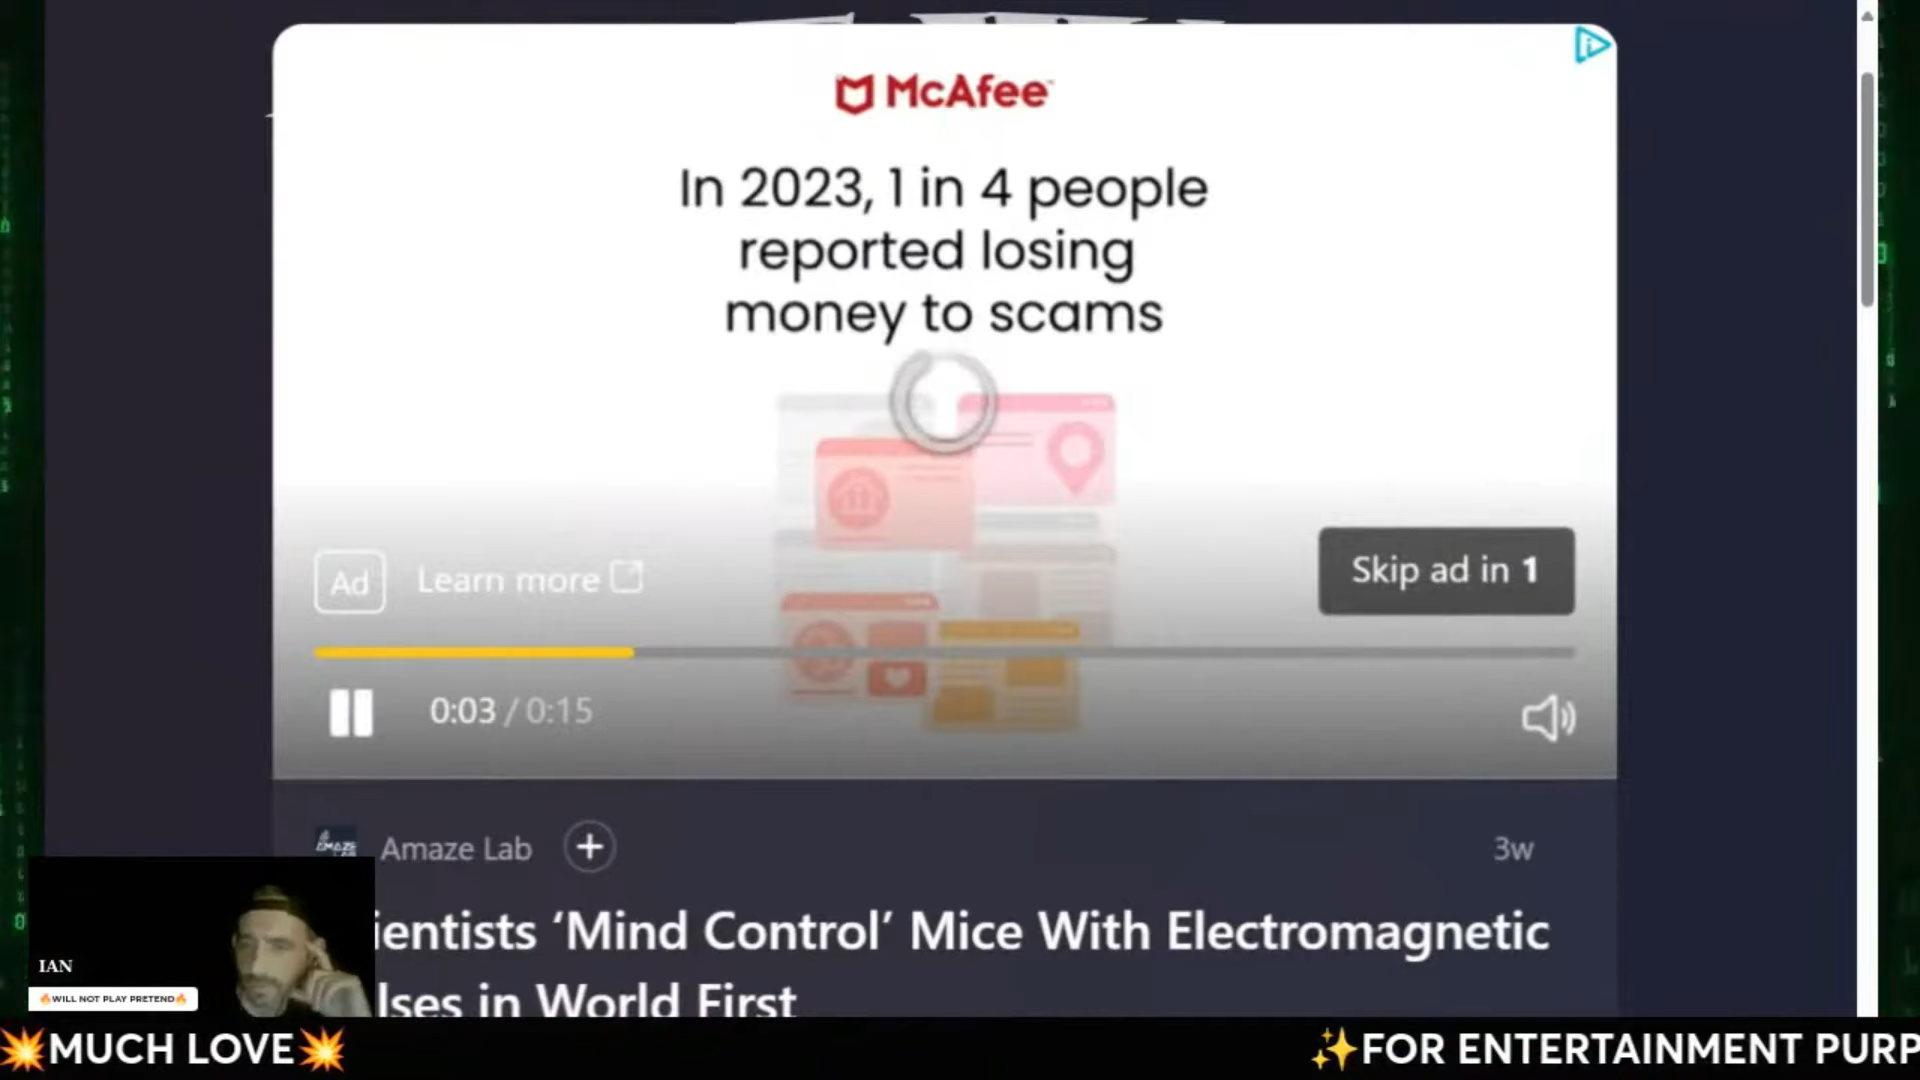 McAfee
In 2023, 1 in 4 people
reported losing
money to scams
Ad
Learn more
Skip ad in 1
0:03 / 0:15
Amaze Lab
3w
ientists ‘Mind Control’ Mice With Electromagnetic
lses in World First
IAN
🔥WILL NOT PLAY PRETEND🔥
💥MUCH LOVE💥
✨FOR ENTERTAINMENT PURP